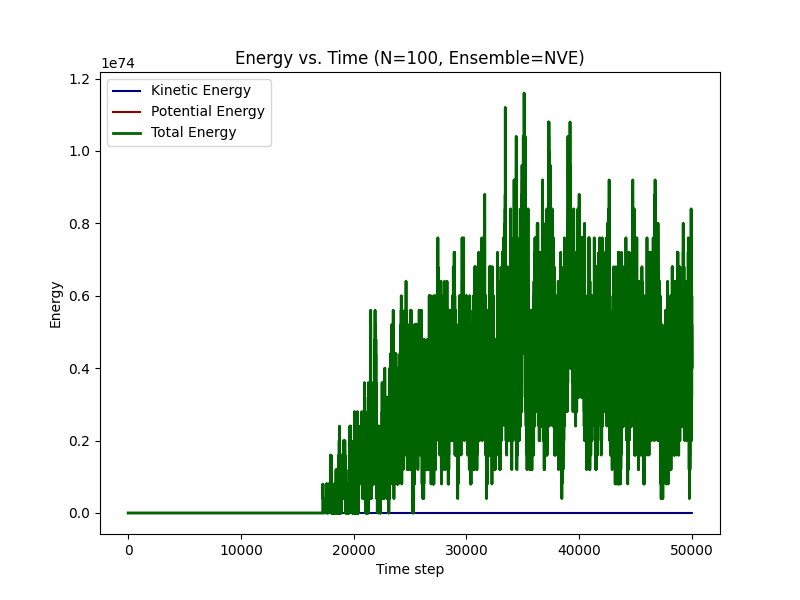 Energy vs. Time (N=100, Ensemble=NVE)
1e74
1.2
1.0
0.8
0.6
0.4
0.2
0.0
Energy
Kinetic Energy
Potential Energy
Total Energy
0
10000
20000
30000
40000
50000
Time step